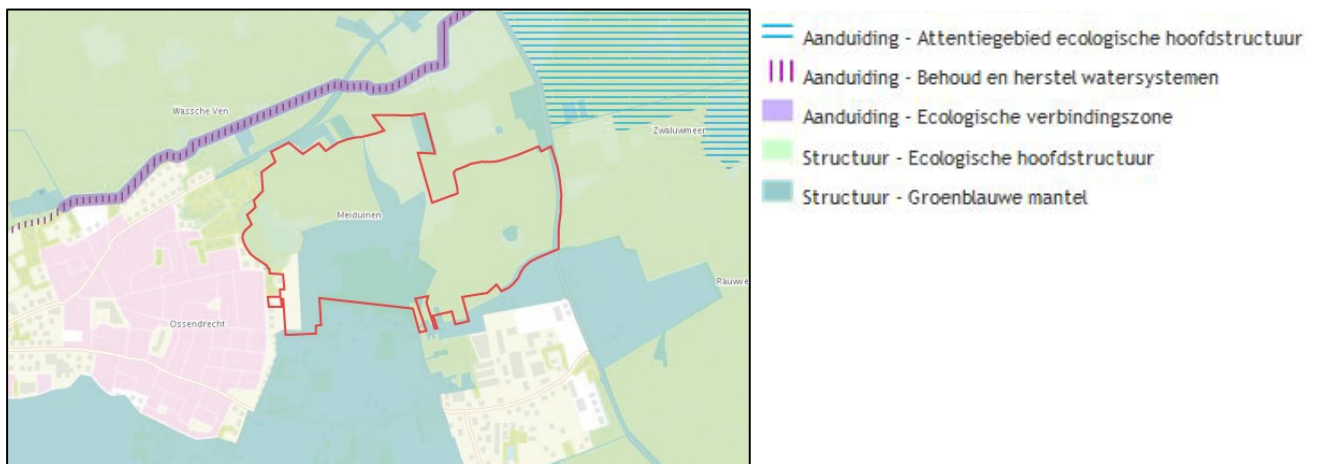 Wassche Ven
Zwaluwmeer
Meiduinen
Ossendrecht
Aanduiding - Attentiegebied ecologische hoofdstructuur
Aanduiding - Behoud en herstel watersystemen
Aanduiding - Ecologische verbindingszone
Structuur - Ecologische hoofdstructuur
Structuur - Groenblauwe mantel